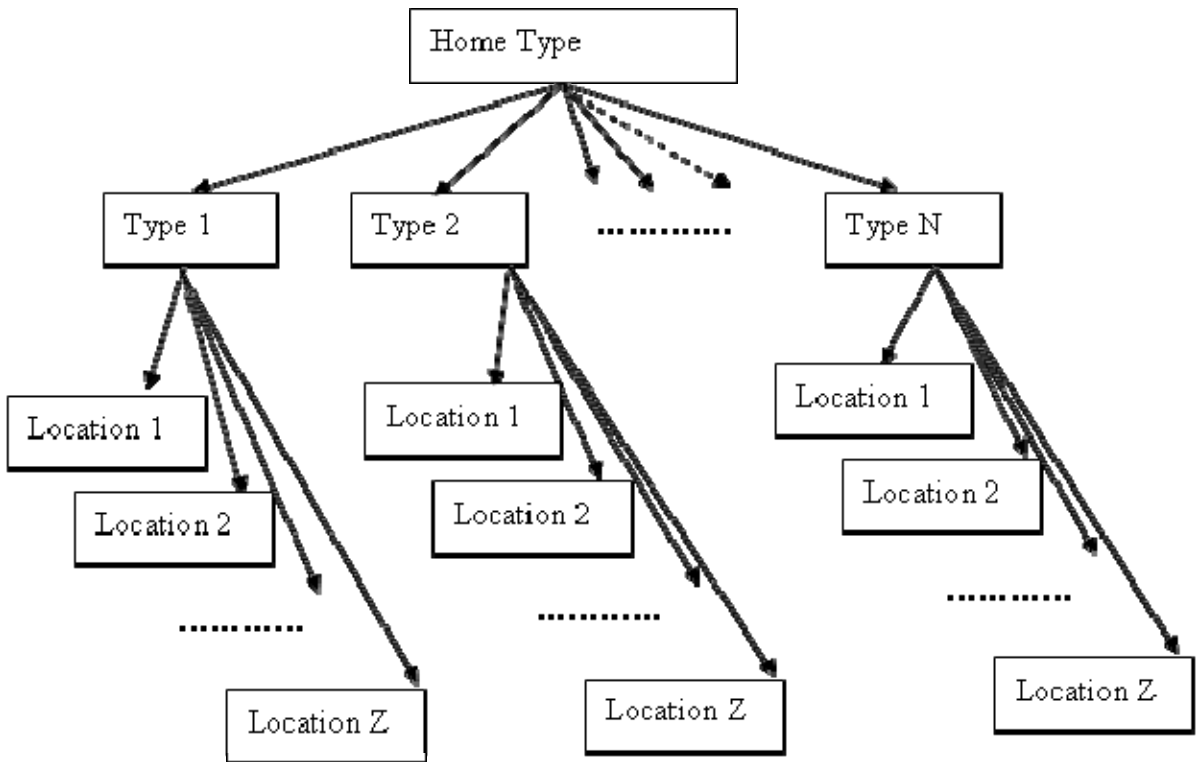 Home Type
Type 1
Type 2
..............
Type N
Location 1
Location 2
............
Location Z
Location 1
Location 2
............
Location Z
Location 1
Location 2
............
Location Z